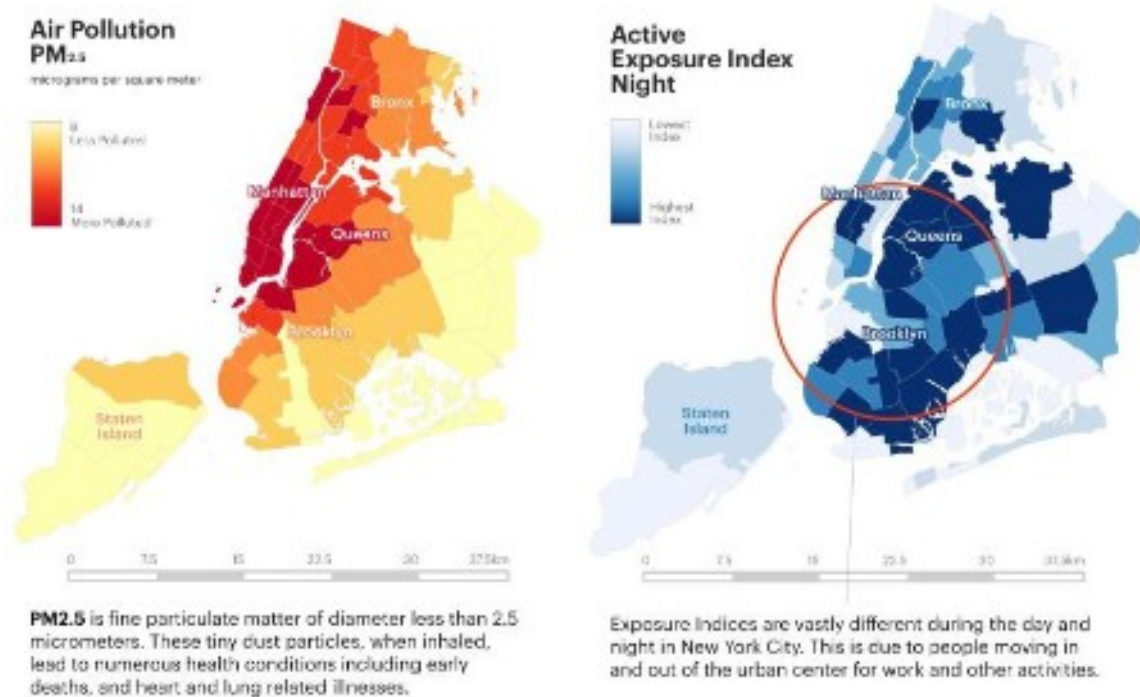 Air Pollution
PM2.5
micrograms per square meter
8
Less Polluted
14
More Polluted
Bronx
Manhattan
Queens
Brooklyn
Staten
Island
0 7.5 15 22.5 30 37.5km
PM2.5 is fine particulate matter of diameter less than 2.5
micrometers. These tiny dust particles, when inhaled,
lead to numerous health conditions including early
deaths, and heart and lung related illnesses.
Active
Exposure Index
Night
Lowest
Index
Highest
Index
Bronx
Manhattan
Queens
Brooklyn
Staten
Island
0 7.5 15 22.5 30 37.5km
Exposure Indices are vastly different during the day and
night in New York City. This is due to people moving in
and out of the urban center for work and other activities.